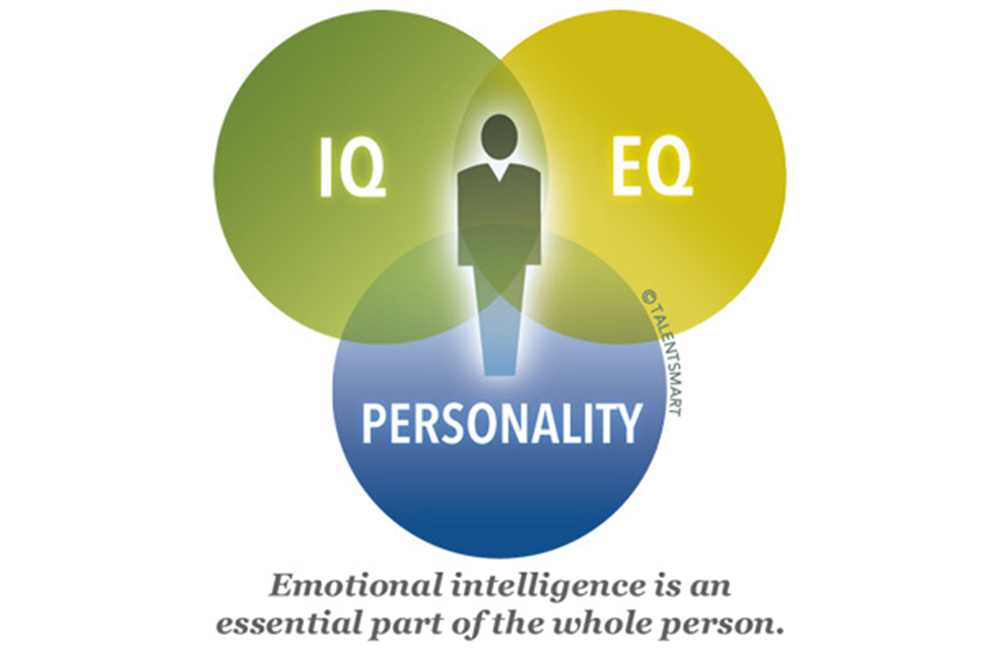 IQ
EQ
© TALENTSMART
PERSONALITY
Emotional intelligence is an
essential part of the whole person.